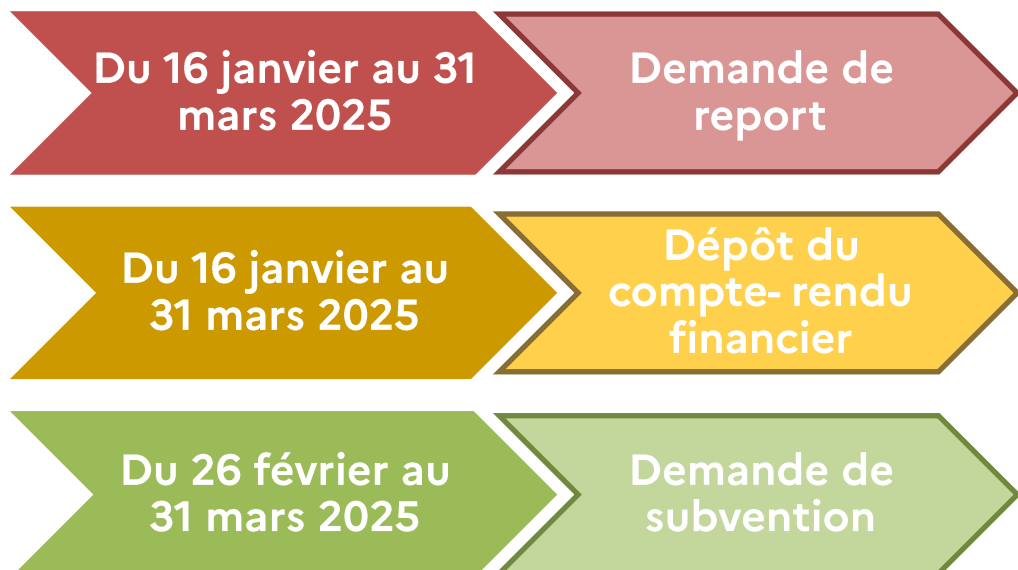 Du 16 janvier au 31
mars 2025
Demande de
report
Du 16 janvier au
31 mars 2025
Dépôt du
compte- rendu
financier
Du 26 février au
31 mars 2025
Demande de
subvention